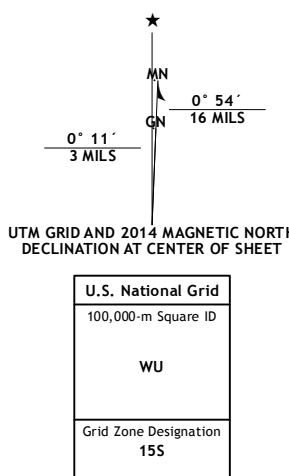 ★
MN
0° 54´
16 MILS
GN
0° 11´
3 MILS
UTM GRID AND 2014 MAGNETIC NORTH
DECLINATION AT CENTER OF SHEET
U.S. National Grid
100,000-m Square ID
WU
Grid Zone Designation
15S